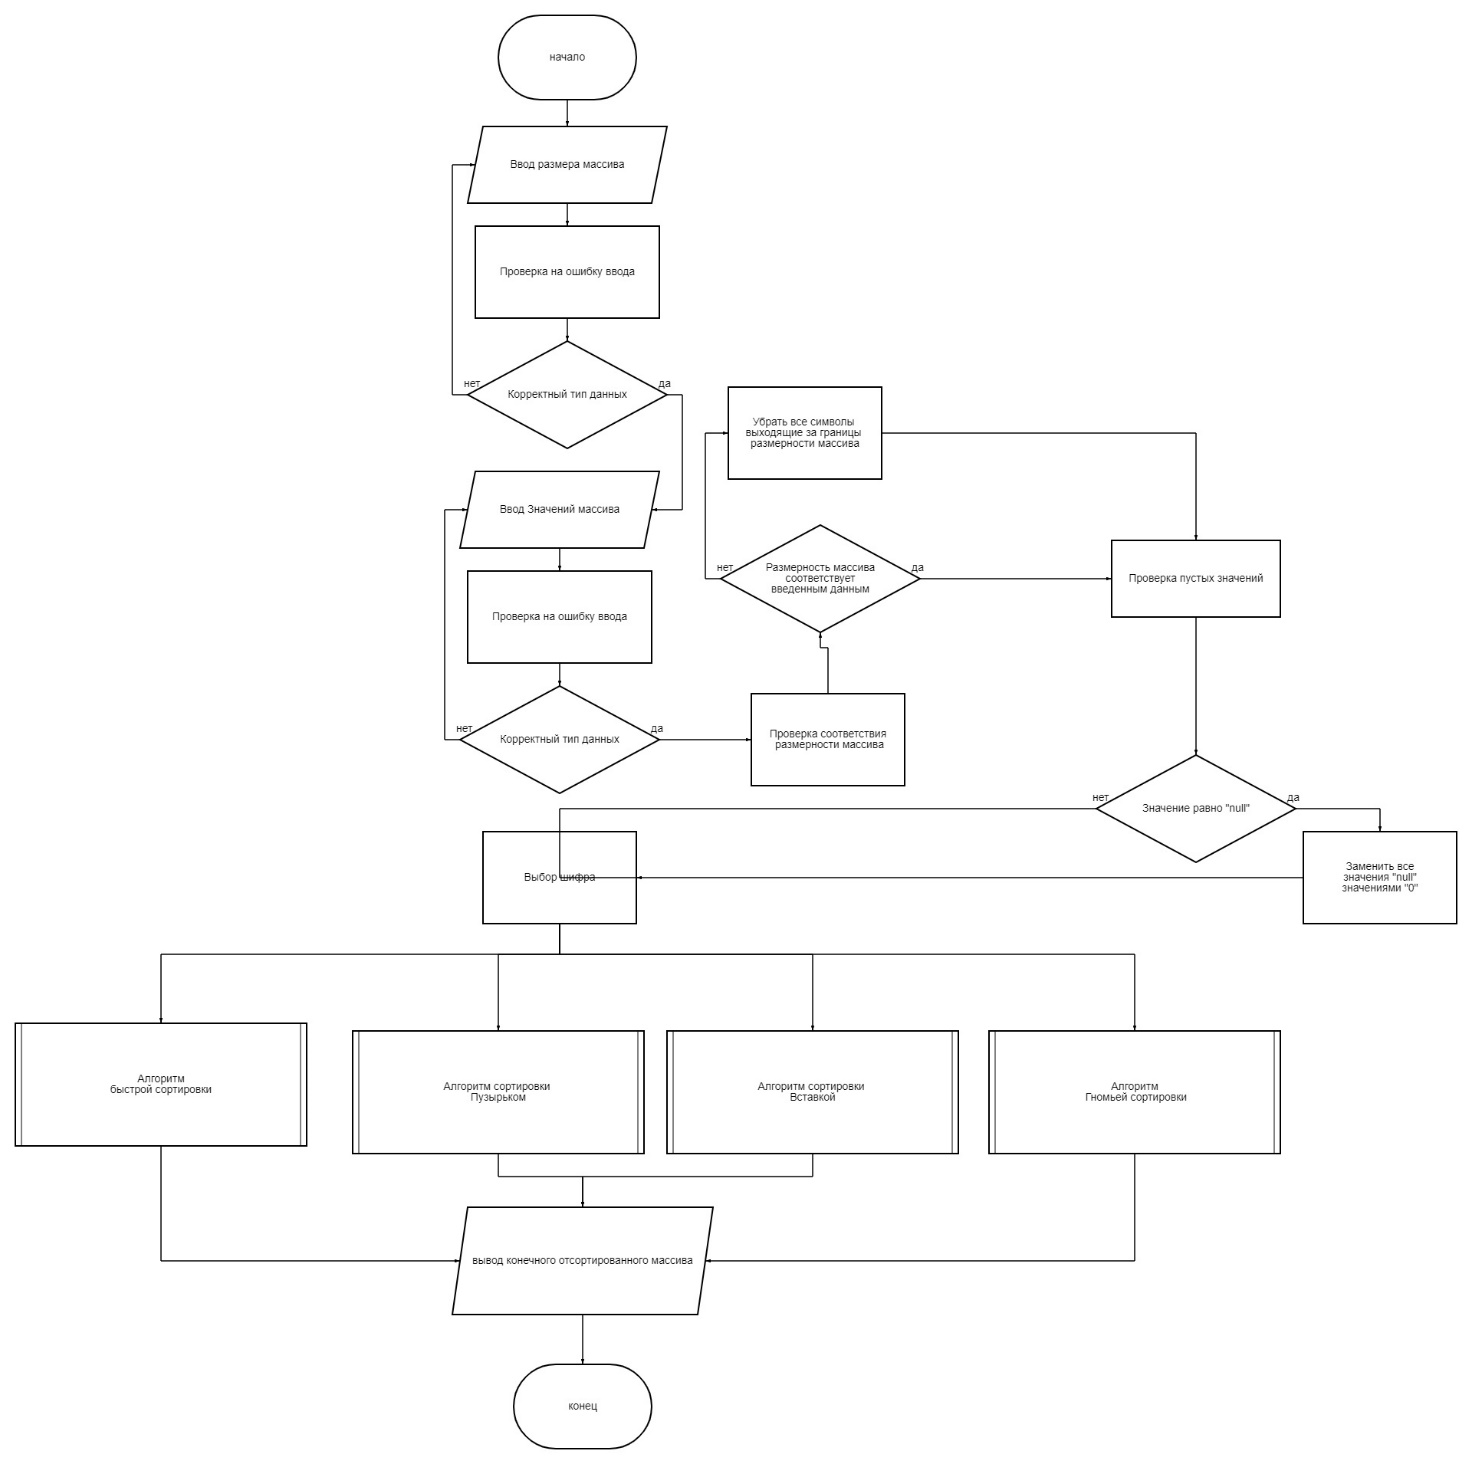 начало
Ввод размера массива
Проверка на ошибку ввода
нет
да
Корректный тип данных
Убрать все символы
выходящие за границы
размерности массива
Ввод Значений массива
нет
да
Размерность массива
соответствует
введенным данным
Проверка пустых значений
Проверка на ошибку ввода
нет
да
Корректный тип данных
Проверка соответствия
размерности массива
нет
да
Значение равно "null"
Выбор шифра
Заменить все
значения "null"
значениями "0"
Алгоритм
быстрой сортировки
Алгоритм сортировки
Пузырьком
Алгоритм сортировки
Вставкой
Алгоритм
Гномьей сортировки
вывод конечного отсортированного массива
конец